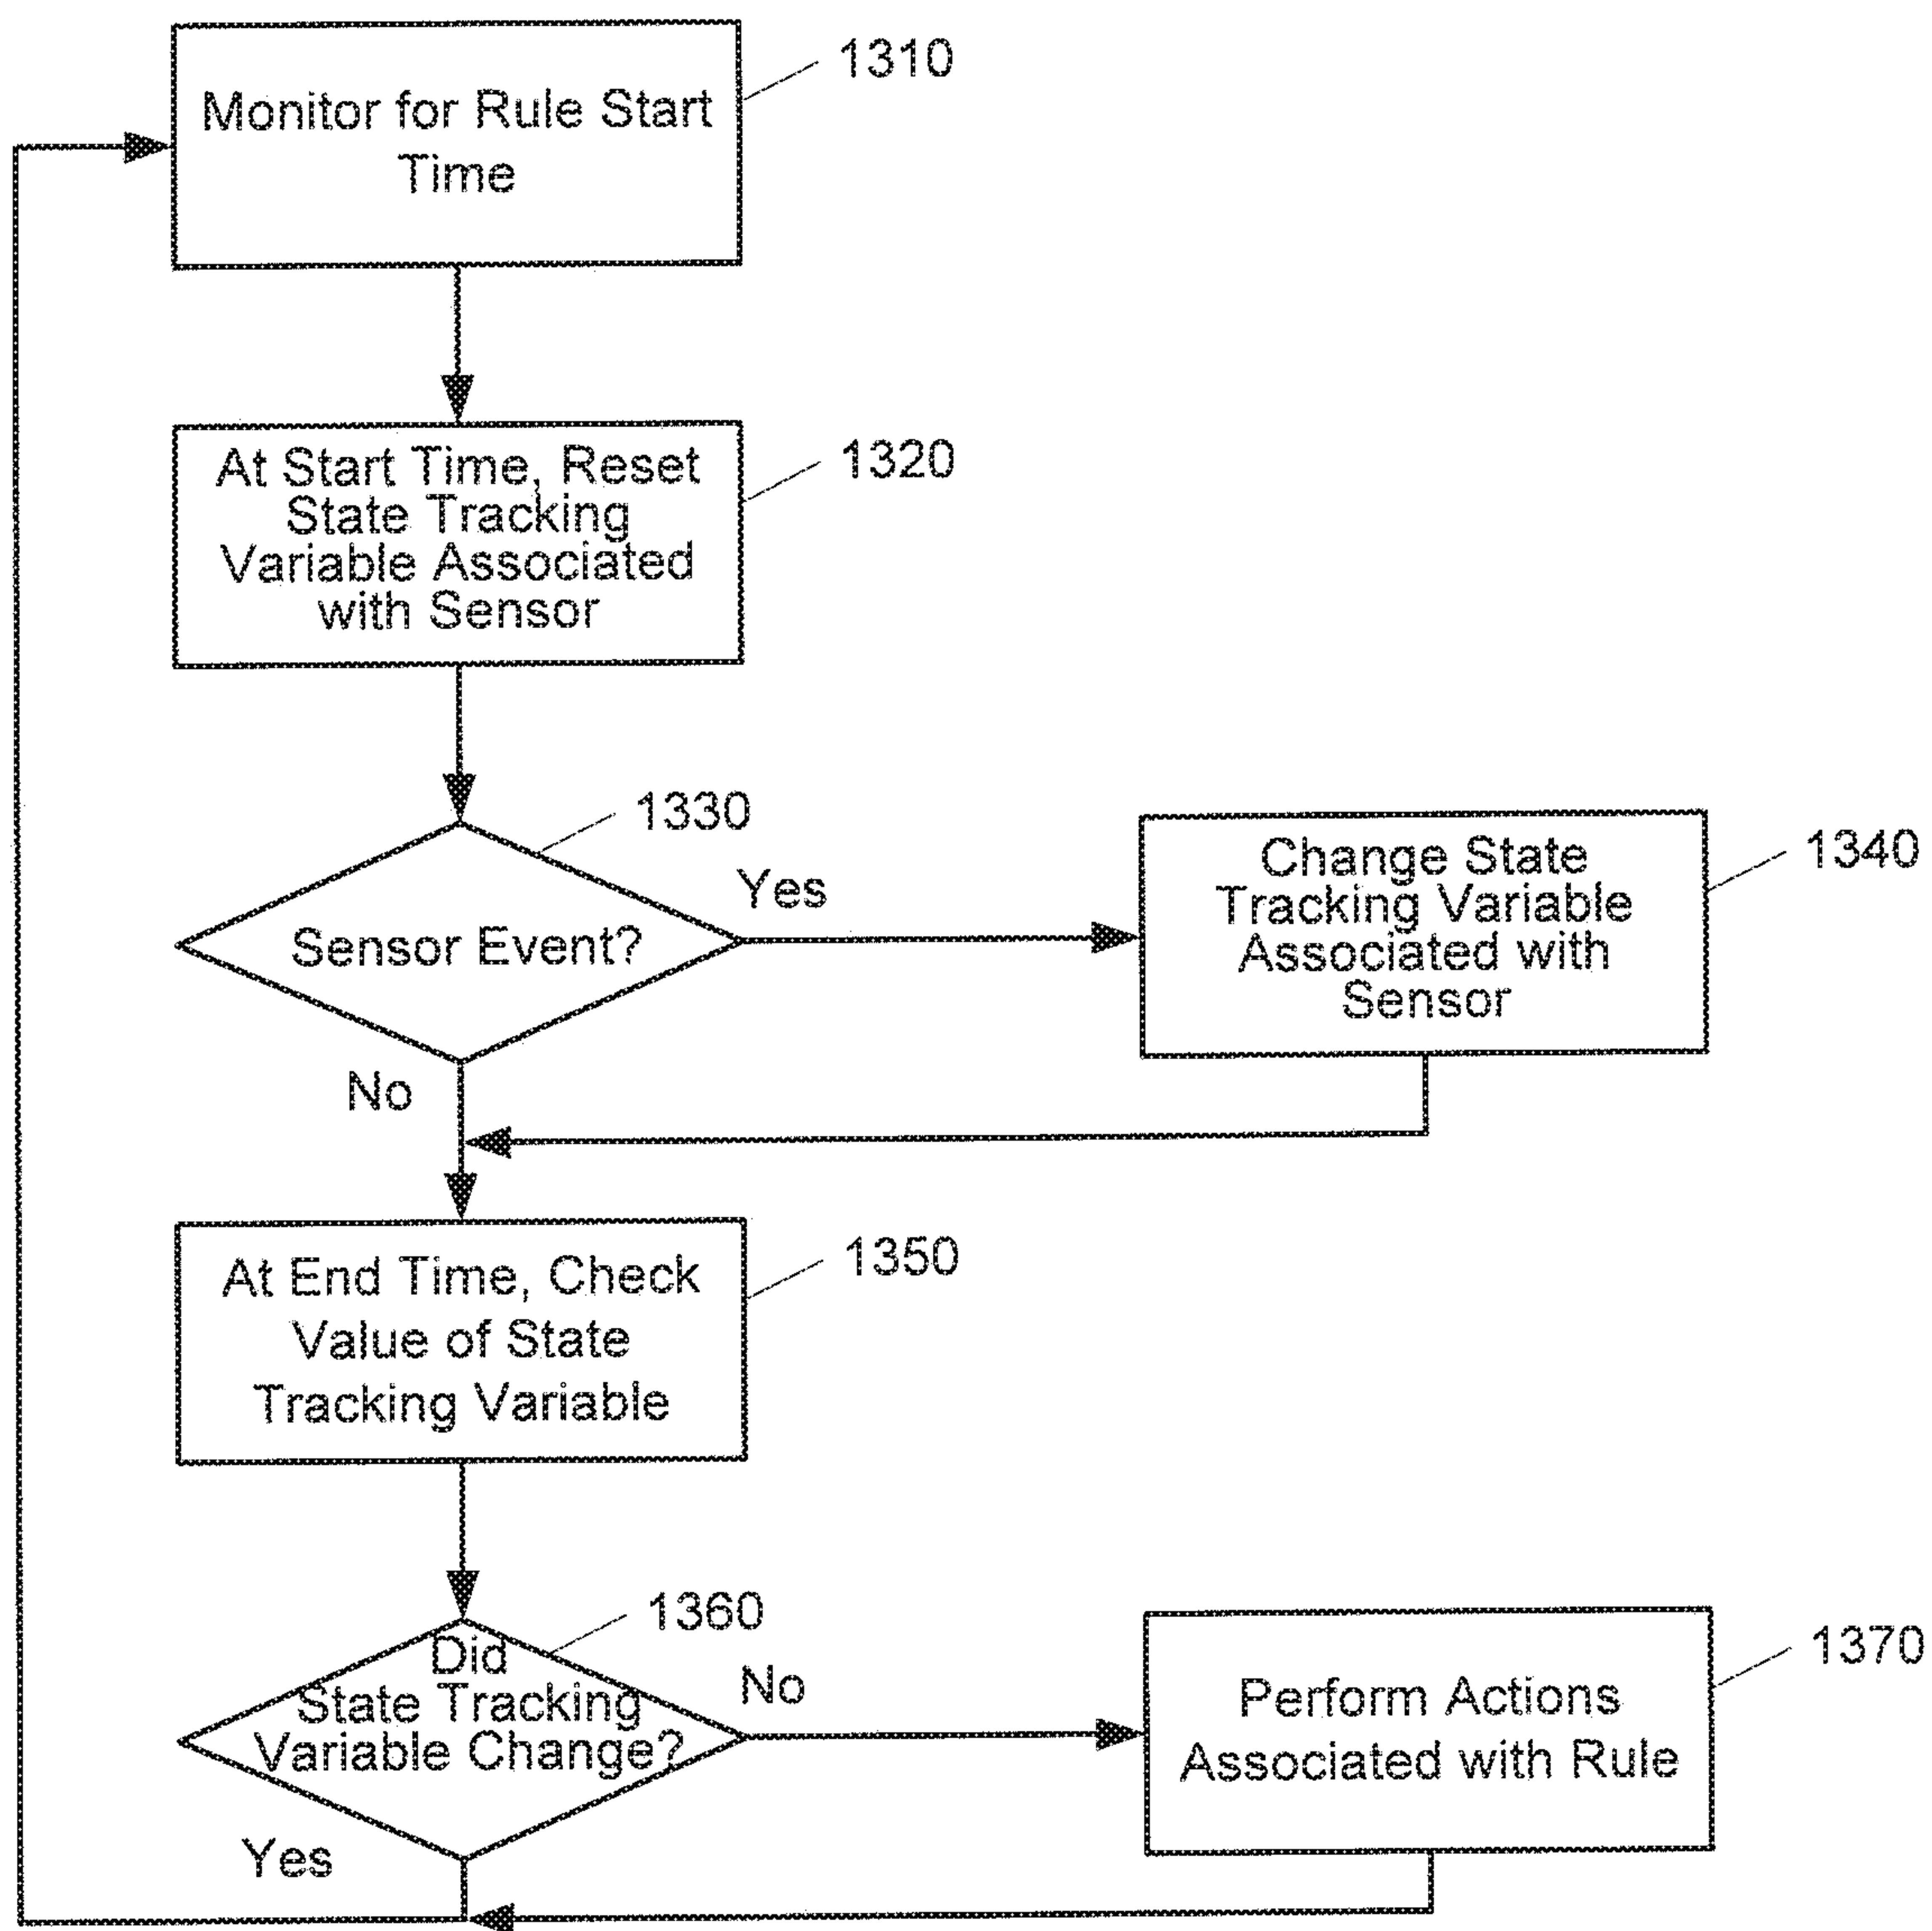 1310
Monitor for Rule Start
Time
1320
At Start Time, Reset
State Tracking
Variable Associated
with Sensor
1330
Sensor Event?
Yes
No
1340
Change State
Tracking Variable
Associated with
Sensor
1350
At End Time, Check
Value of State
Tracking Variable
1360
Did
State Tracking
Variable Change?
No
Yes
1370
Perform Actions
Associated with Rule